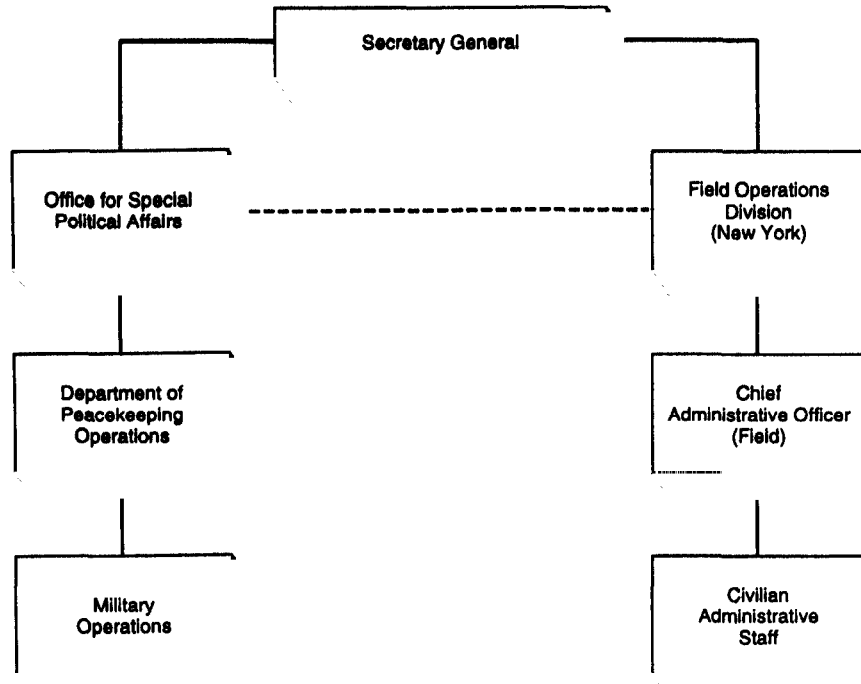 Secretary General
Office for Special
Political Affairs
Field Operations
Division
(New York)
Department of
Peacekeeping
Operations
Chief
Administrative Officer
(Field)
Military
Operations
Civilian
Administrative
Staff